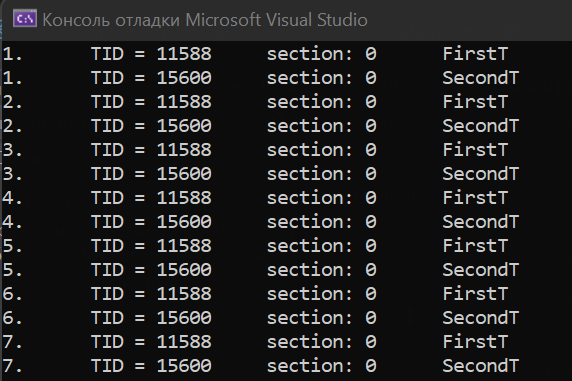 Консоль отладки Microsoft Visual Studio
1. TID = 11588 section: 0 FirstT
1. TID = 15600 section: 0 SecondT
2. TID = 11588 section: 0 FirstT
2. TID = 15600 section: 0 SecondT
3. TID = 11588 section: 0 FirstT
3. TID = 15600 section: 0 SecondT
4. TID = 11588 section: 0 FirstT
4. TID = 15600 section: 0 SecondT
5. TID = 11588 section: 0 FirstT
5. TID = 15600 section: 0 SecondT
6. TID = 11588 section: 0 FirstT
6. TID = 15600 section: 0 SecondT
7. TID = 11588 section: 0 FirstT
7. TID = 15600 section: 0 SecondT